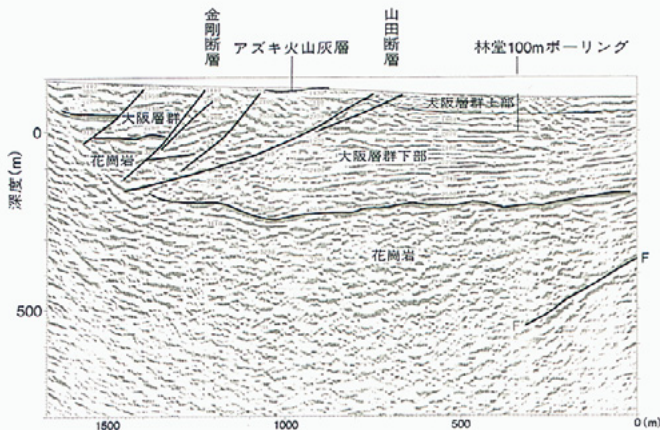 金剛断層
アズキ火山灰層
山田断層
林堂100mボーリング
大阪層群
大阪層群上部
0
花崗岩
大阪層群下部
深度(m)
花崗岩
F
500
F
1500
1000
500
0(m)